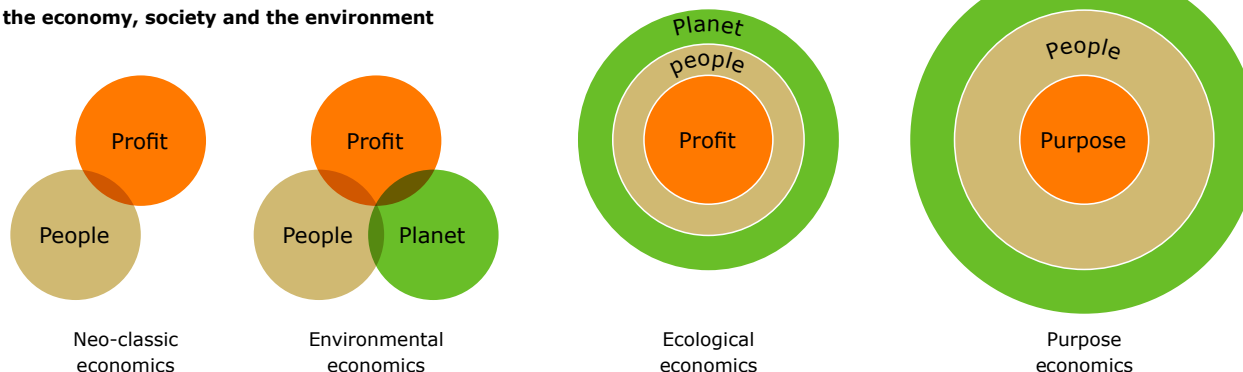 the economy, society and the environment
Profit
People
Neo-classic
economics
Profit
People
Planet
Environmental
economics
Planet
people
Profit
Ecological
economics
People
Purpose
Purpose
economics